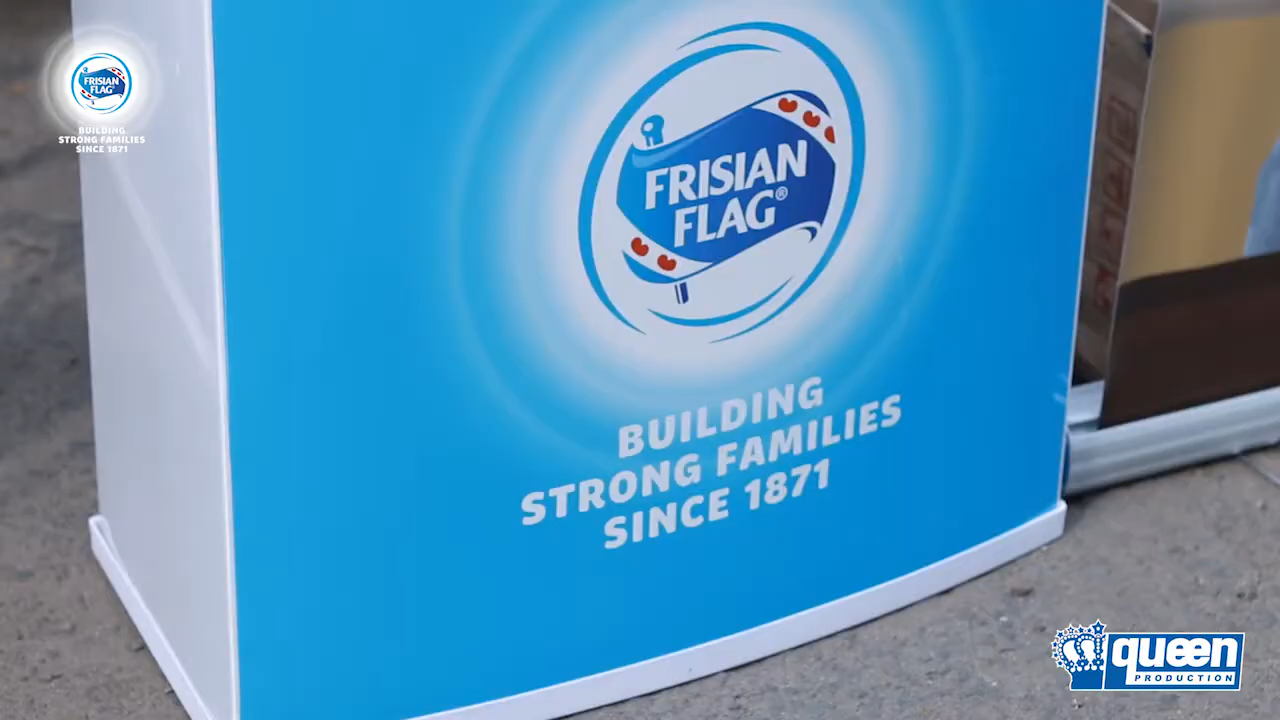 FRISIAN
FLAG®
BUILDING
STRONG FAMILIES
SINCE 1871
FRISIAN
FLAG®
BUILDING
STRONG FAMILIES
SINCE 1871
queen
PRODUCTION